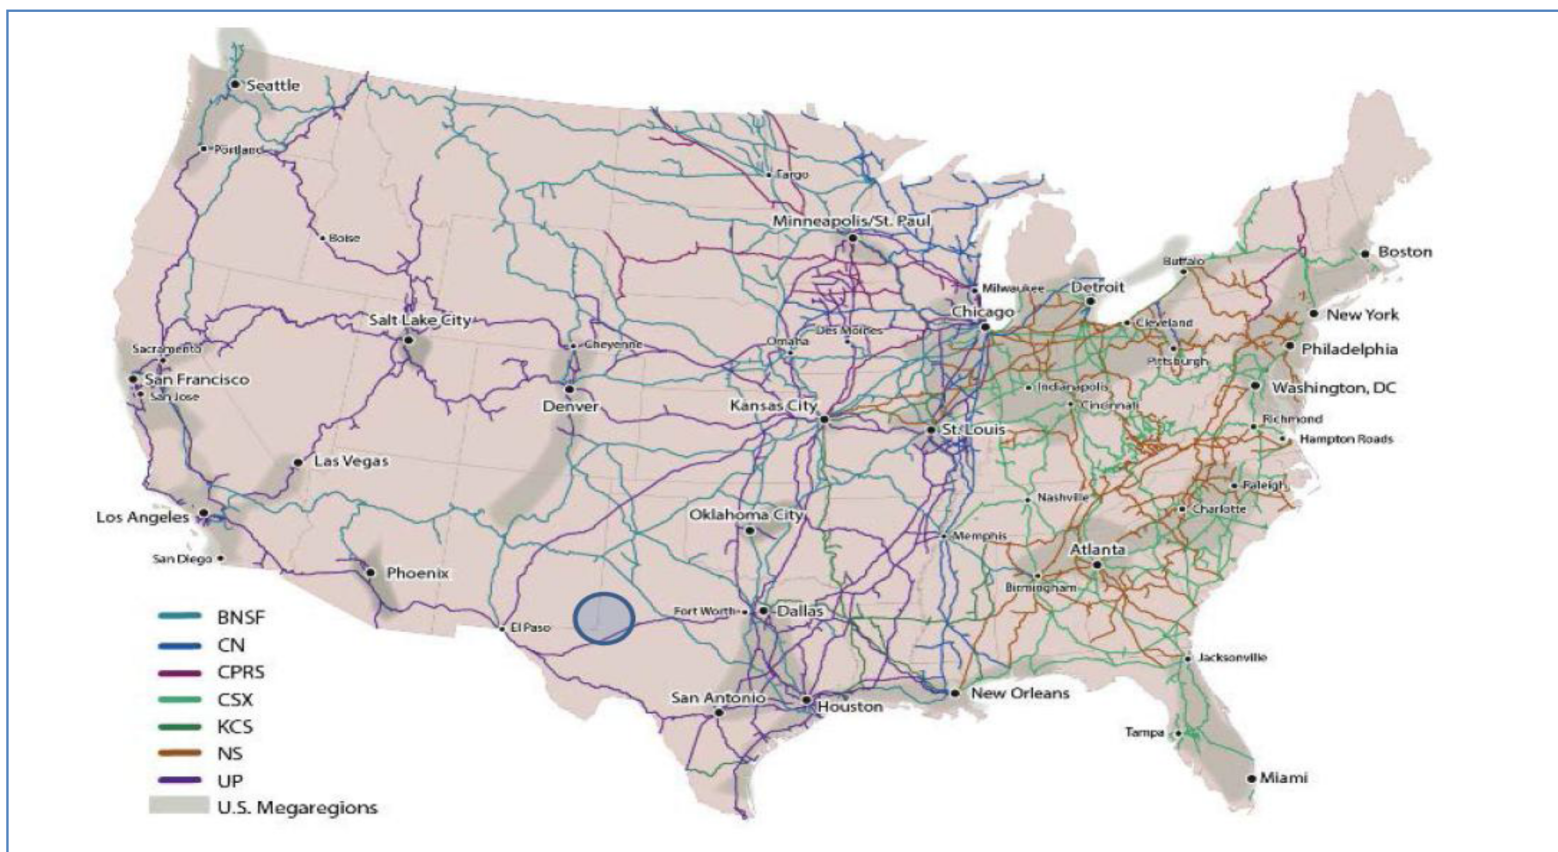 Seattle
Portland
Fargo
Minneapolis/St. Paul
Boise
Buffalo
Boston
Milwaukee
Detroit
Chicago
Salt Lake City
Cleveland
New York
Des Moines
Sacramento
Cheyenne
Omaha
Philadelphia
Pittsburgh
San Francisco
San Jose
Indianapolis
Washington, DC
Denver
Kansas City
Cincinnati
St. Louis
Richmond
Hampton Roads
Las Vegas
Raleigh
Nashville
Los Angeles
Oklahoma City
Charlotte
Memphis
San Diego
Atlanta
Phoenix
Birmingham
Fort Worth
Dallas
BNSF
El Paso
CN
Jacksonville
CPRS
San Antonio
New Orleans
CSX
Houston
KCS
Tampa
NS
UP
Miami
U.S. Megaregions